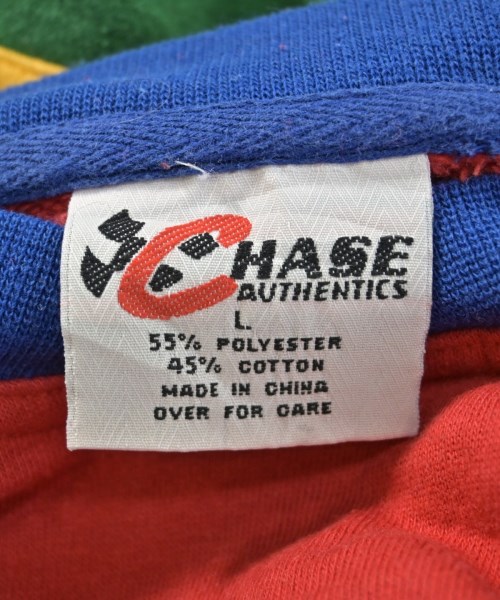 CHASE
AUTHENTICS
L.
55% POLYESTER
45% COTTON
MADE IN CHINA
OVER FOR CARE